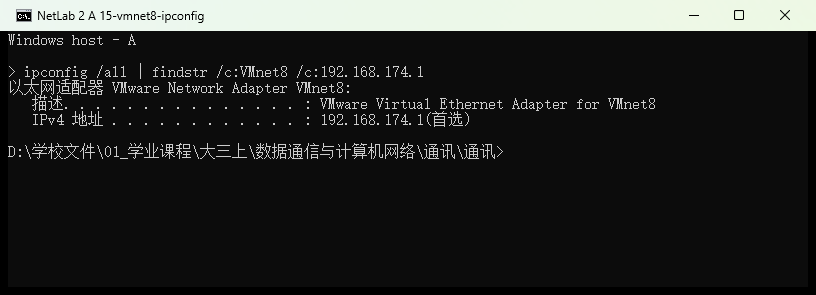 NetLab 2 A 15-vmnet8-ipconfig
Windows host - A
> ipconfig /all | findstr /c:VMnet8 /c:192.168.174.1
以太网适配器 VMware Network Adapter VMnet8:
描述. . . . . . . . . . . . . . . : VMware Virtual Ethernet Adapter for VMnet8
IPv4 地址 . . . . . . . . . . . . : 192.168.174.1(首选)
D:\学校文件\01_学业课程\大三上\数据通信与计算机网络\通讯\通讯>